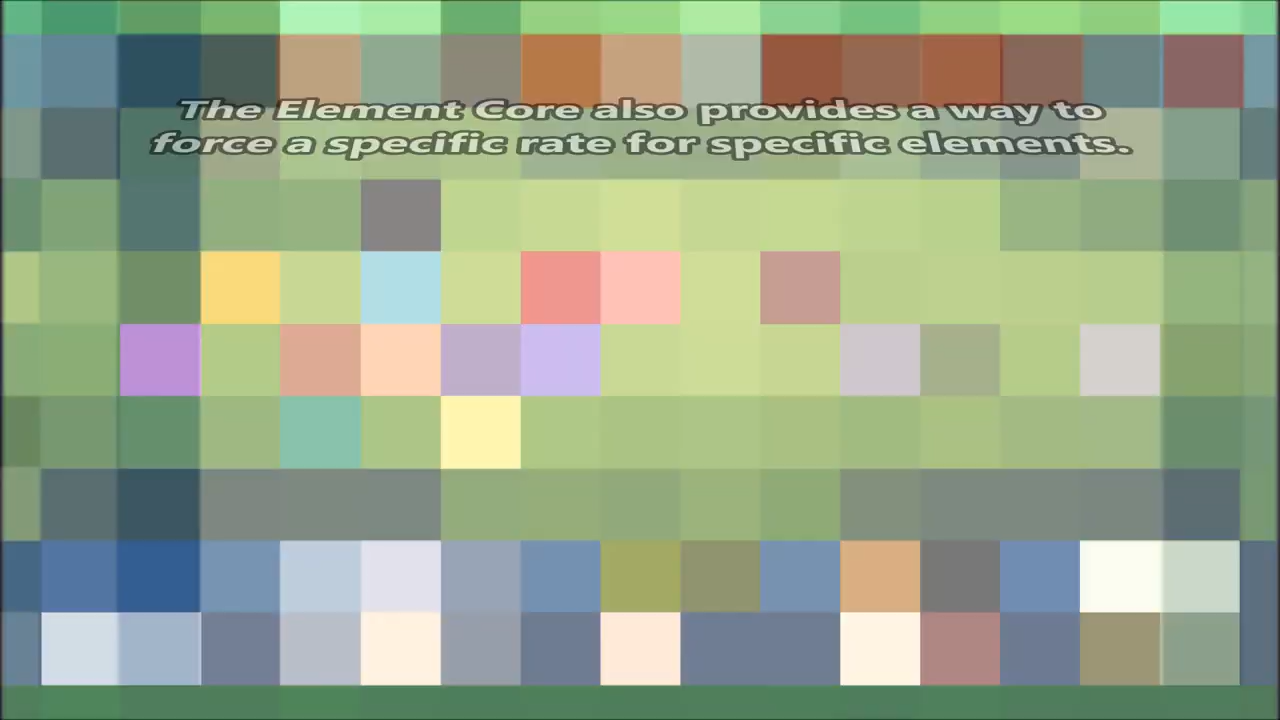 The Element Core also provides a way to
force a specific rate for specific elements.